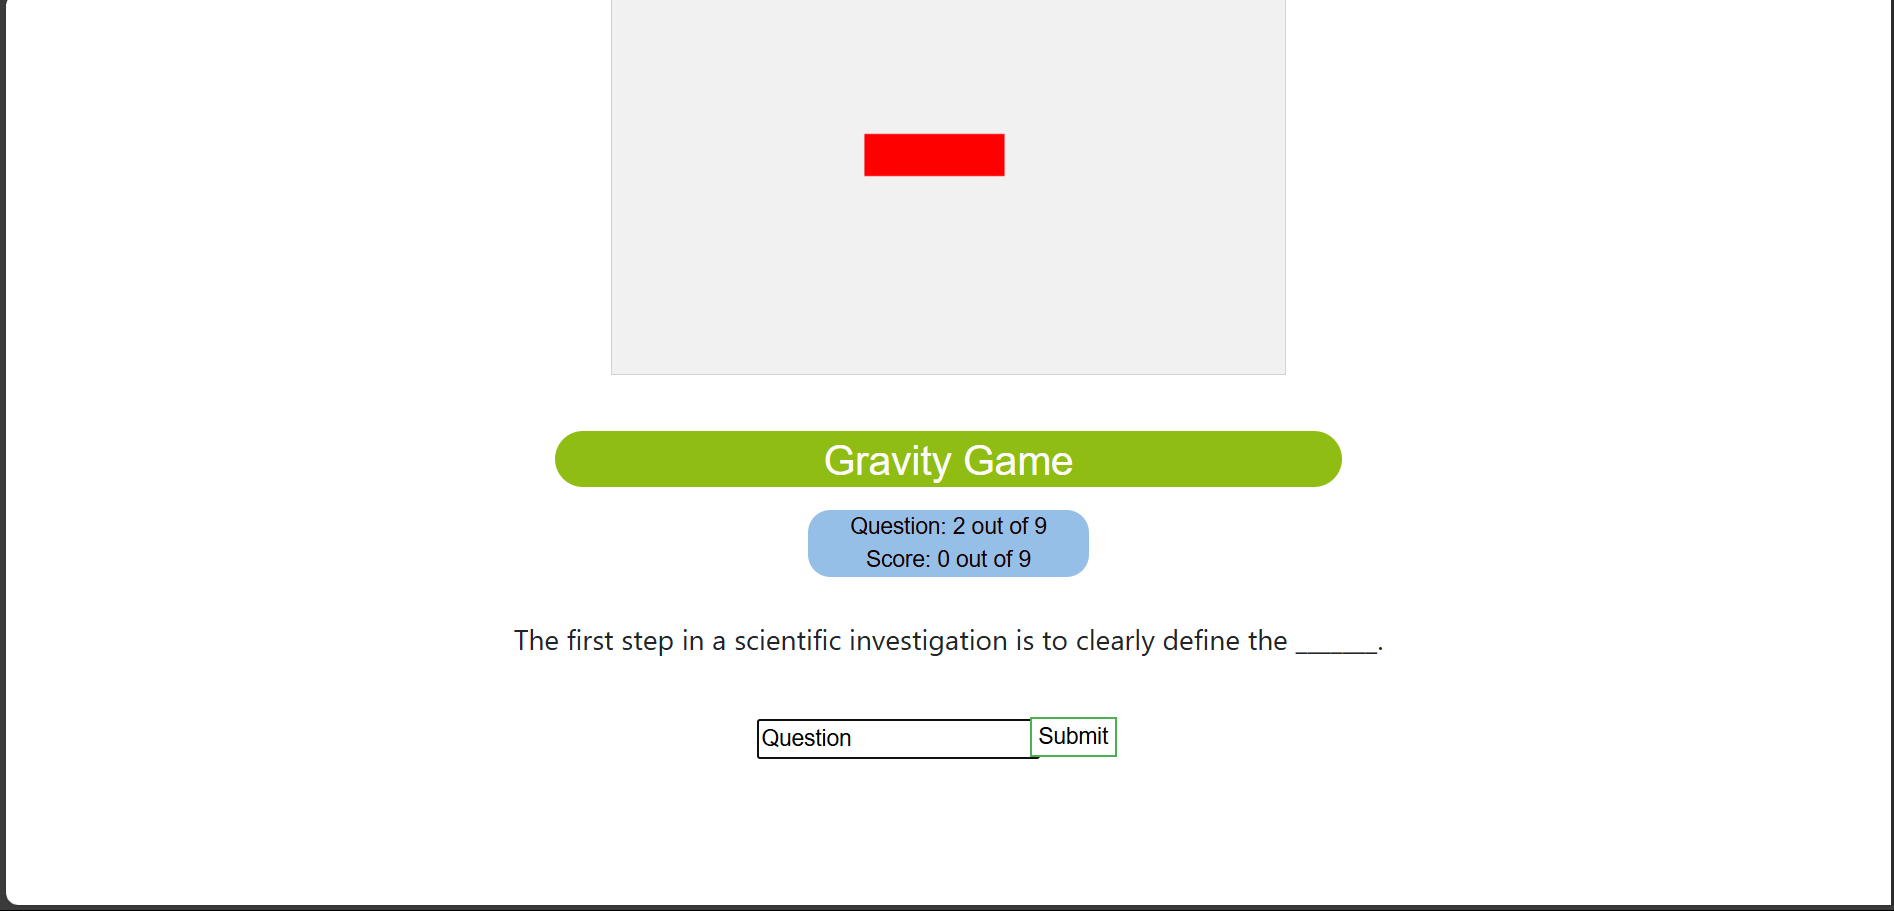 Gravity Game
Question: 2 out of 9
Score: 0 out of 9
The first step in a scientific investigation is to clearly define the _______.
Question
Submit